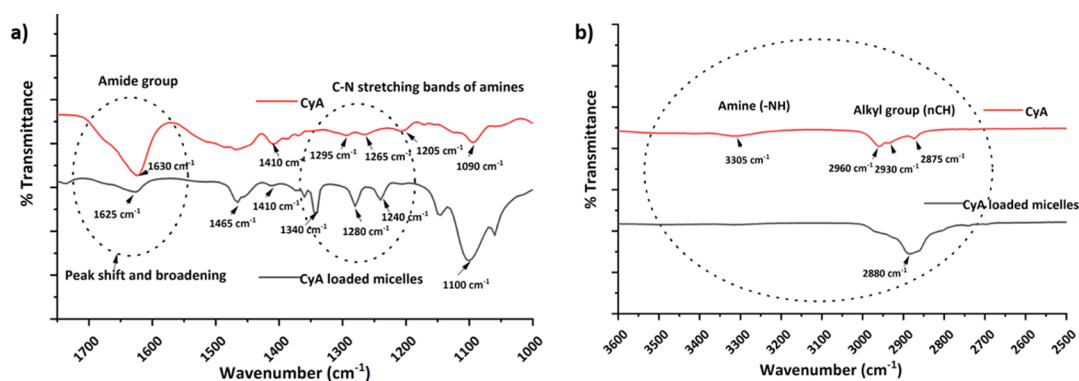 a)
Amide group
C-N stretching bands of amines
CyA
1630 cm-1
1410 cm-1
1295 cm-1
1265 cm-1
1205 cm-1
1090 cm-1
1625 cm-1
1465 cm-1
1410 cm-1
1340 cm-1
1280 cm-1
1240 cm-1
Peak shift and broadening
CyA loaded micelles
1100 cm-1
% Transmittance
1700 1600 1500 1400 1300 1200 1100 1000
Wavenumber (cm-1)
b)
Amine (-NH)
Alkyl group (nCH)
CyA
3305 cm-1
2960 cm-1
2930 cm-1
2875 cm-1
CyA loaded micelles
2880 cm-1
% Transmittance
3600 3500 3400 3300 3200 3100 3000 2900 2800 2700 2600 2500
Wavenumber (cm-1)